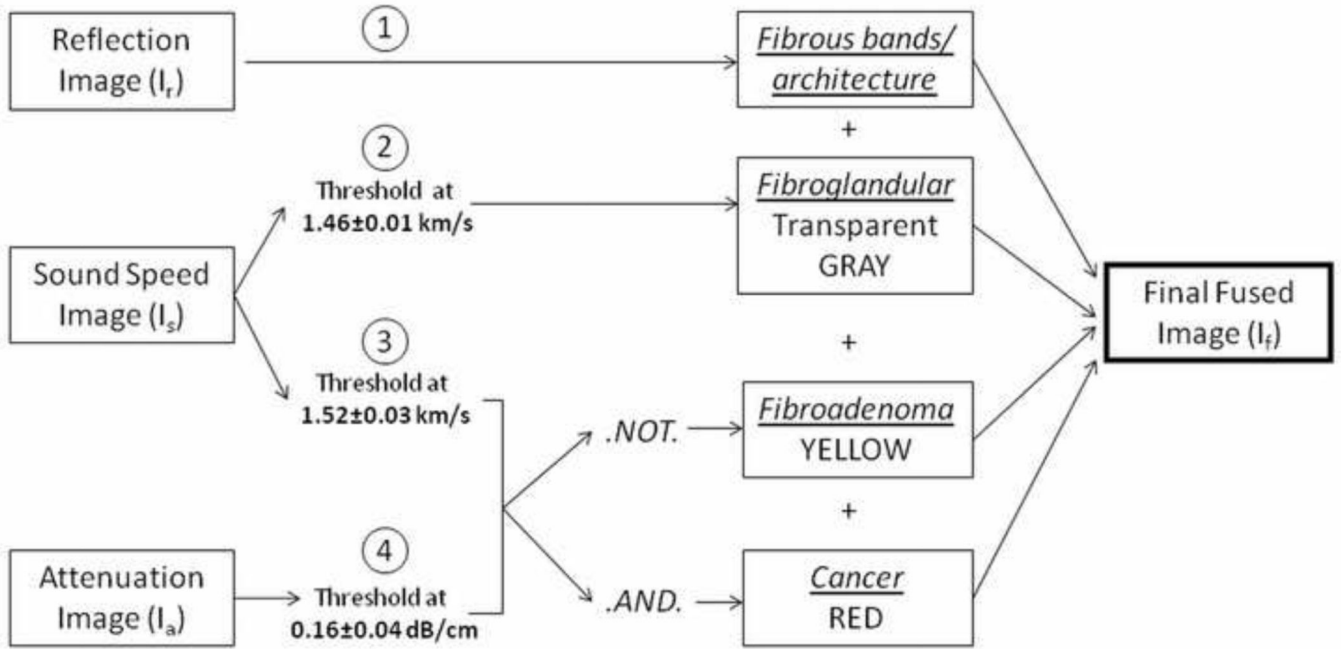 Reflection
Image (Ir)
1
Fibrous bands/
architecture
+
2
Threshold at
1.46±0.01 km/s
Fibroglandular
Transparent
GRAY
Sound Speed
Image (Is)
Final Fused
Image (If)
+
3
Threshold at
1.52±0.03 km/s
.NOT.
Fibroadenoma
YELLOW
+
Attenuation
Image (Ia)
4
Threshold at
0.16±0.04 dB/cm
.AND.
Cancer
RED